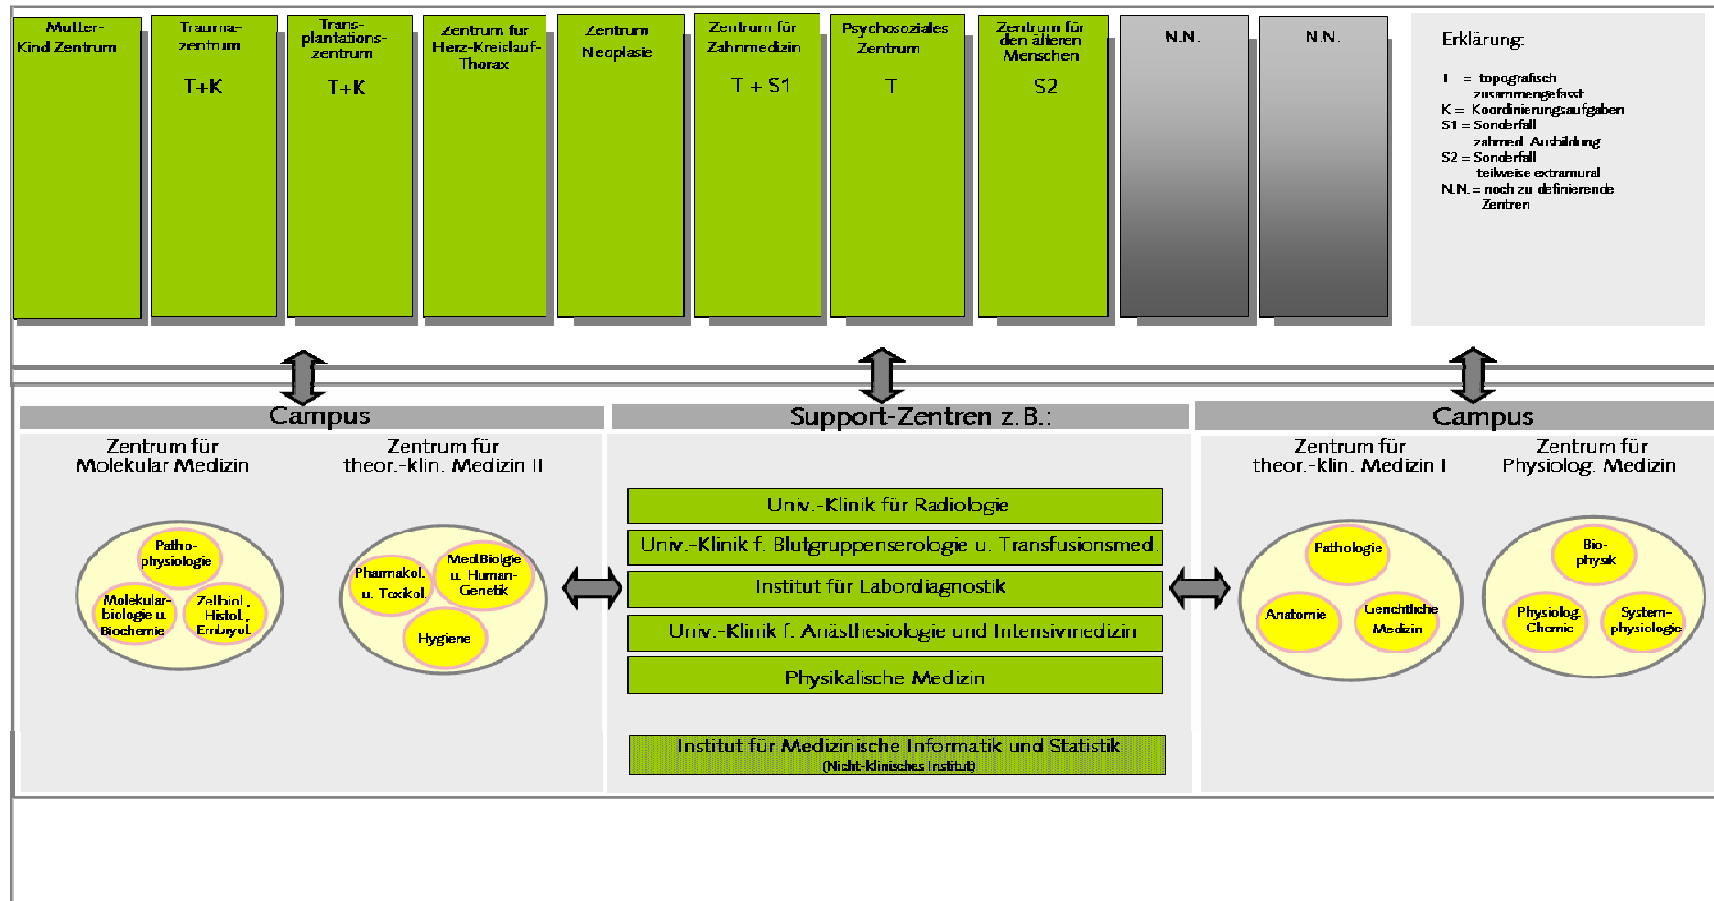 Mutter-
Kind Zentrum
Trauma-
zentrum
T+K
Trans-
plantations-
zentrum
T+K
Zentrum für
Herz-Kreislauf-
Thorax
Zentrum
Neoplasie
Zentrum für
Zahnmedizin
T + S1
Psychosoziales
Zentrum
T
Zentrum für
den älteren
Menschen
S2
N.N.
N.N.
Erklärung:
T = topografisch
zusammengefasst
K = Koordinierungsaufgaben
S1 = Sonderfall
zahmed. Ausbildung
S2 = Sonderfall
teilweise extramural
N.N. = noch zu definierende
Zentren
Campus
Zentrum für
Molekular Medizin
Patho-
physiologie
Molekular-
biologie u.
Biochemie
Zellbiol.,
Histol.,
Embryol.
Zentrum für
theor.-klin. Medizin II
Pharmakol.
u. Toxikol.
Med.Biolgie
u. Human-
Genetik
Hygiene
Support-Zentren z.B.:
Univ.-Klinik für Radiologie
Univ.-Klinik f. Blutgruppenserologie u. Transfusionsmed.
Institut für Labordiagnostik
Univ.-Klinik f. Anästhesiologie und Intensivmedizin
Physikalische Medizin
Institut für Medizinische Informatik und Statistik
(Nicht-klinisches Institut)
Campus
Zentrum für
theor.-klin. Medizin I
Pathologie
Anatomie
Gerichtliche
Medizin
Zentrum für
Physiolog. Medizin
Bio-
physik
Physiolog.
Chemie
System-
physiologie